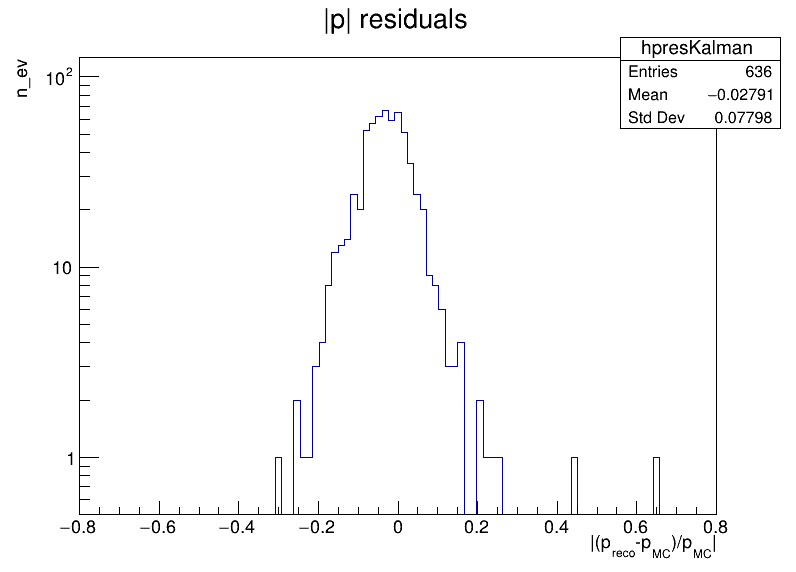 |p| residuals
hpresKalman
Entries 636
Mean −0.02791
Std Dev 0.07798
n_ev
10²
10
1
−0.8 −0.6 −0.4 −0.2 0 0.2 0.4 0.6 0.8
|(p_reco-p_MC)/p_MC|